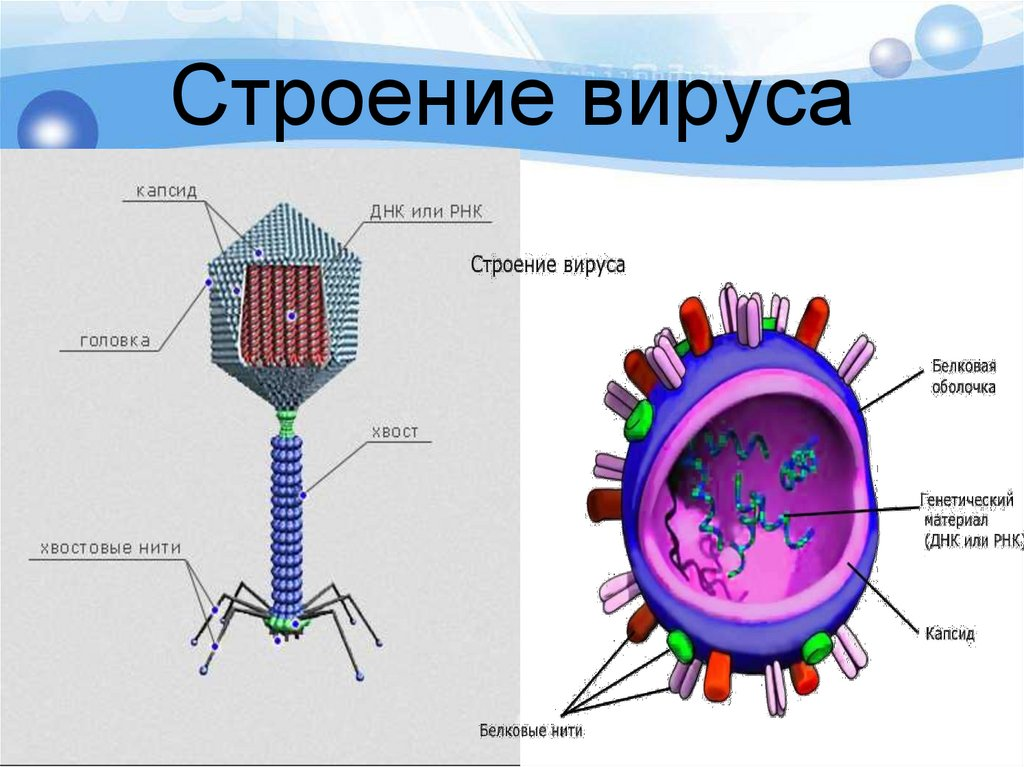 Строение вируса
капсид
ДНК или РНК
головка
хвост
хвостовые нити
Строение вируса
Белковая
оболочка
Генетический
материал
(ДНК или РНК)
Капсид
Белковые нити